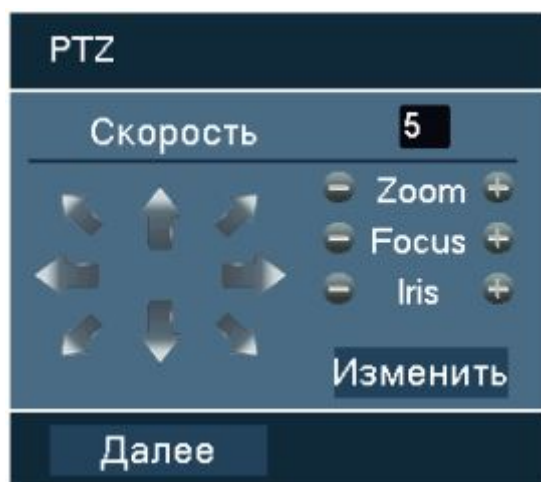 PTZ
Скорость 5
Zoom
Focus
Iris
Изменить
Далее